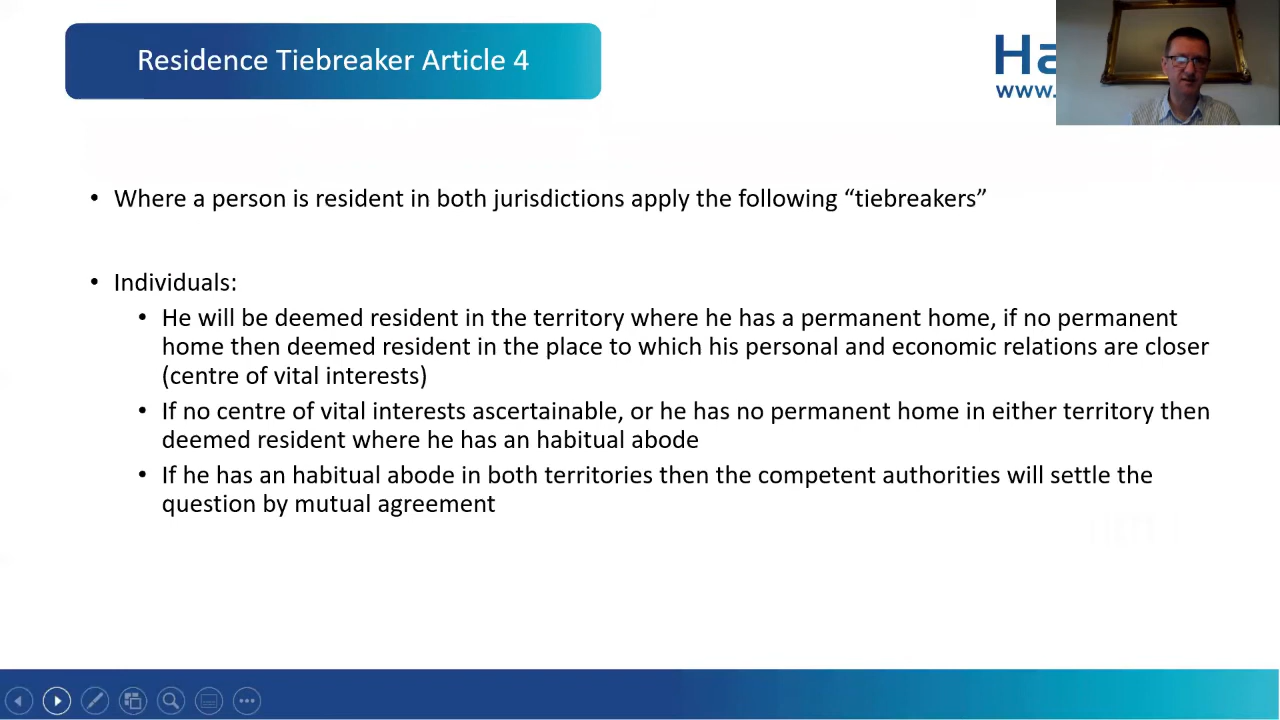 Residence Tiebreaker Article 4
Ha
www.
• Where a person is resident in both jurisdictions apply the following “tiebreakers”
• Individuals:
• He will be deemed resident in the territory where he has a permanent home, if no permanent
home then deemed resident in the place to which his personal and economic relations are closer
(centre of vital interests)
• If no centre of vital interests ascertainable, or he has no permanent home in either territory then
deemed resident where he has an habitual abode
• If he has an habitual abode in both territories then the competent authorities will settle the
question by mutual agreement